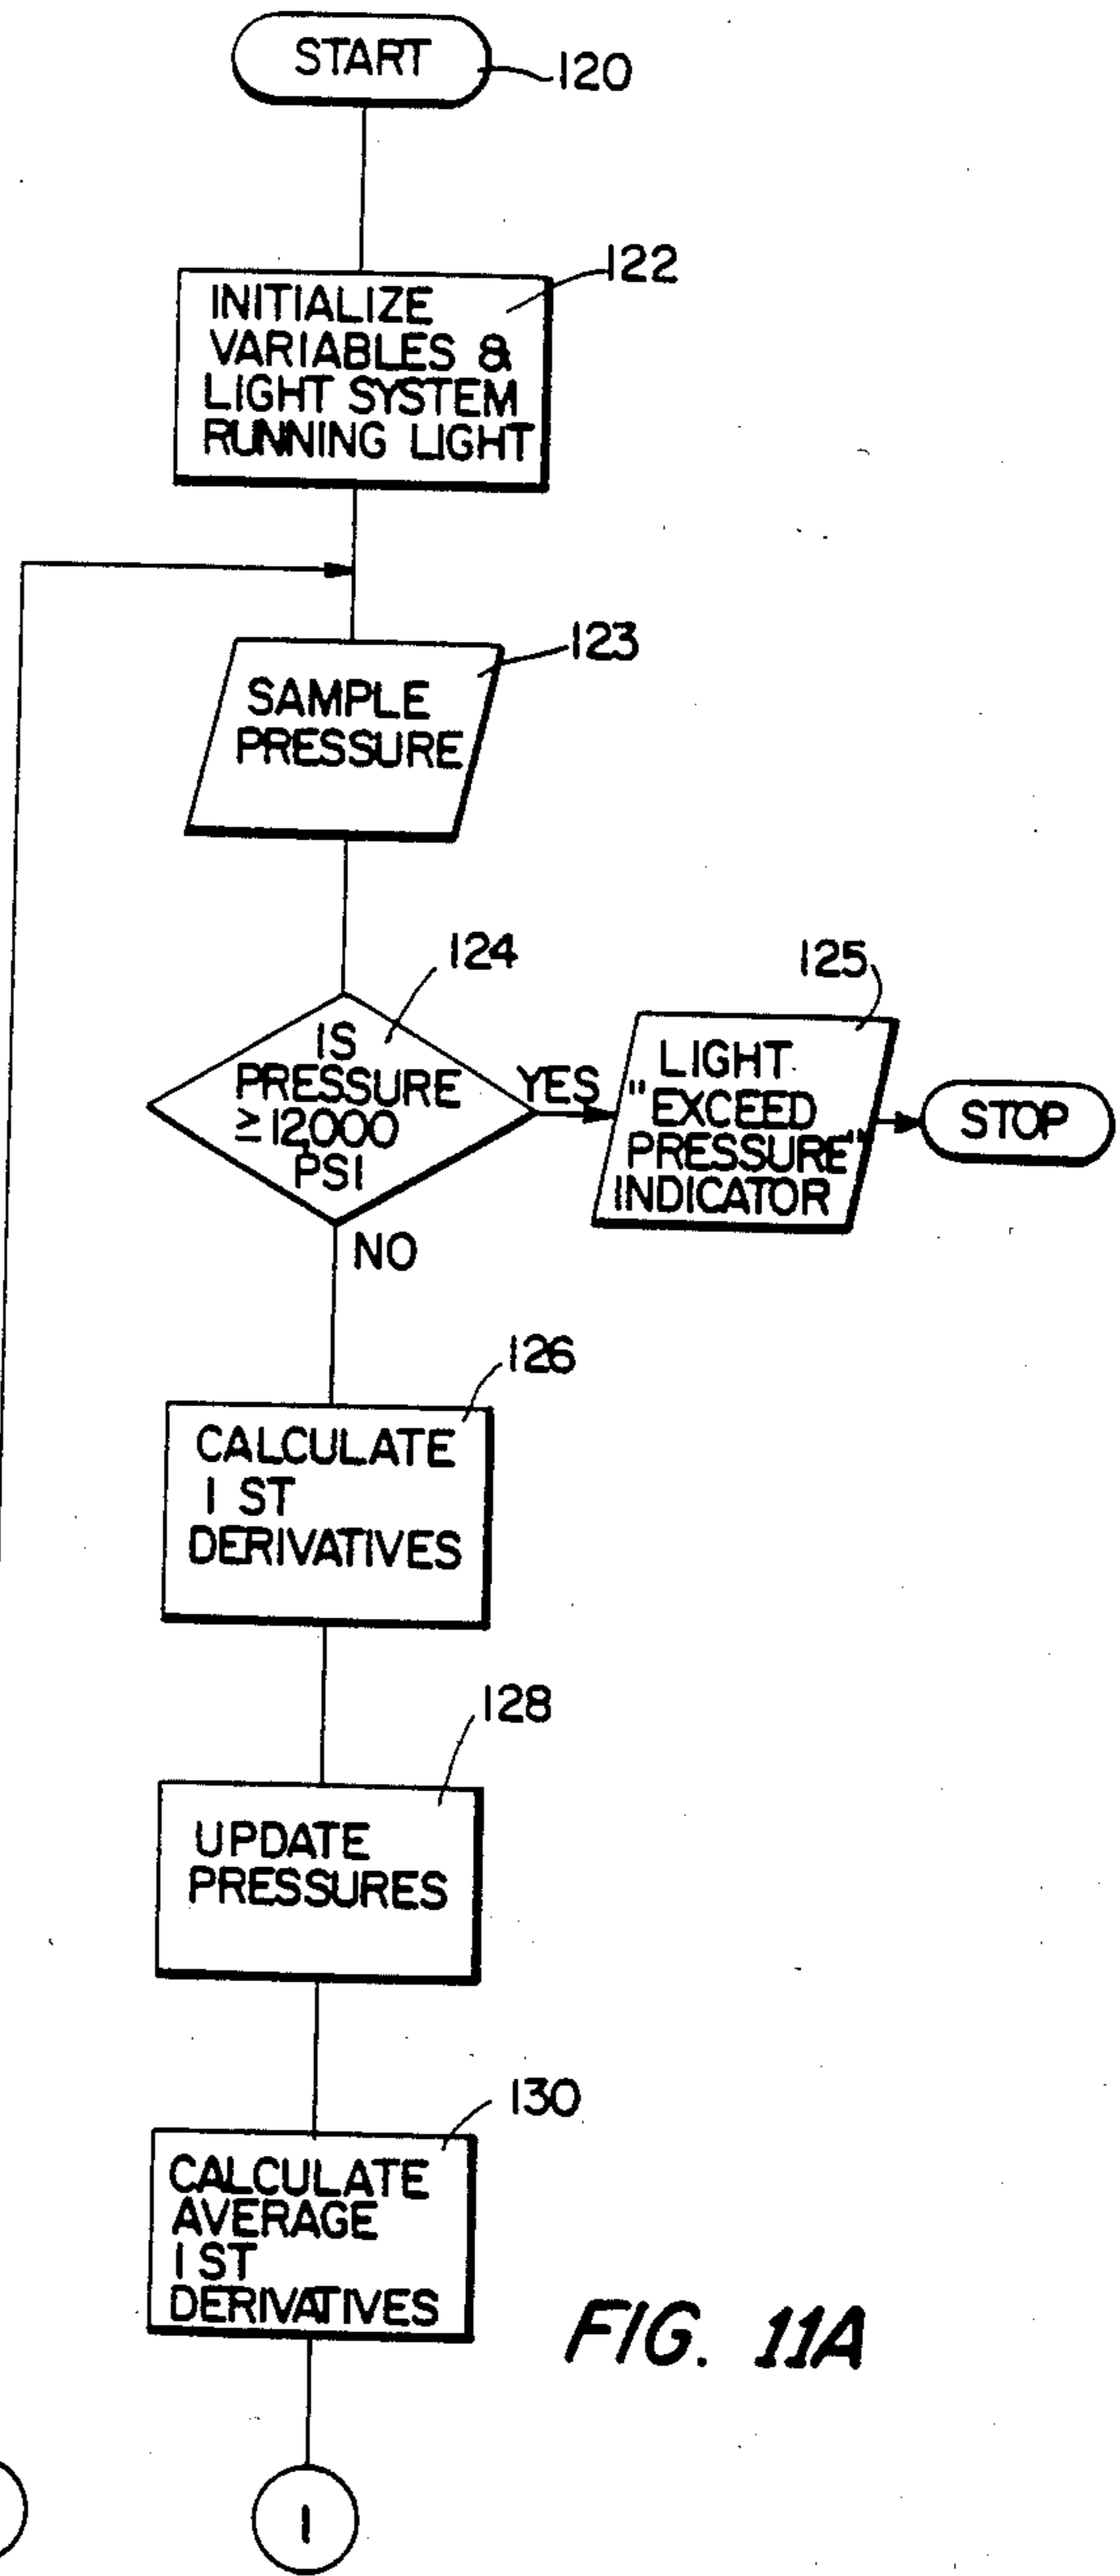 START
120
122
INITIALIZE
VARIABLES &
LIGHT SYSTEM
RUNNING LIGHT
123
SAMPLE
PRESSURE
124
IS
PRESSURE
≥12,000
PSI
YES
NO
125
LIGHT
"EXCEED
PRESSURE"
INDICATOR
STOP
126
CALCULATE
1 ST
DERIVATIVES
128
UPDATE
PRESSURES
130
CALCULATE
AVERAGE
1 ST
DERIVATIVES
FIG. 11A
1